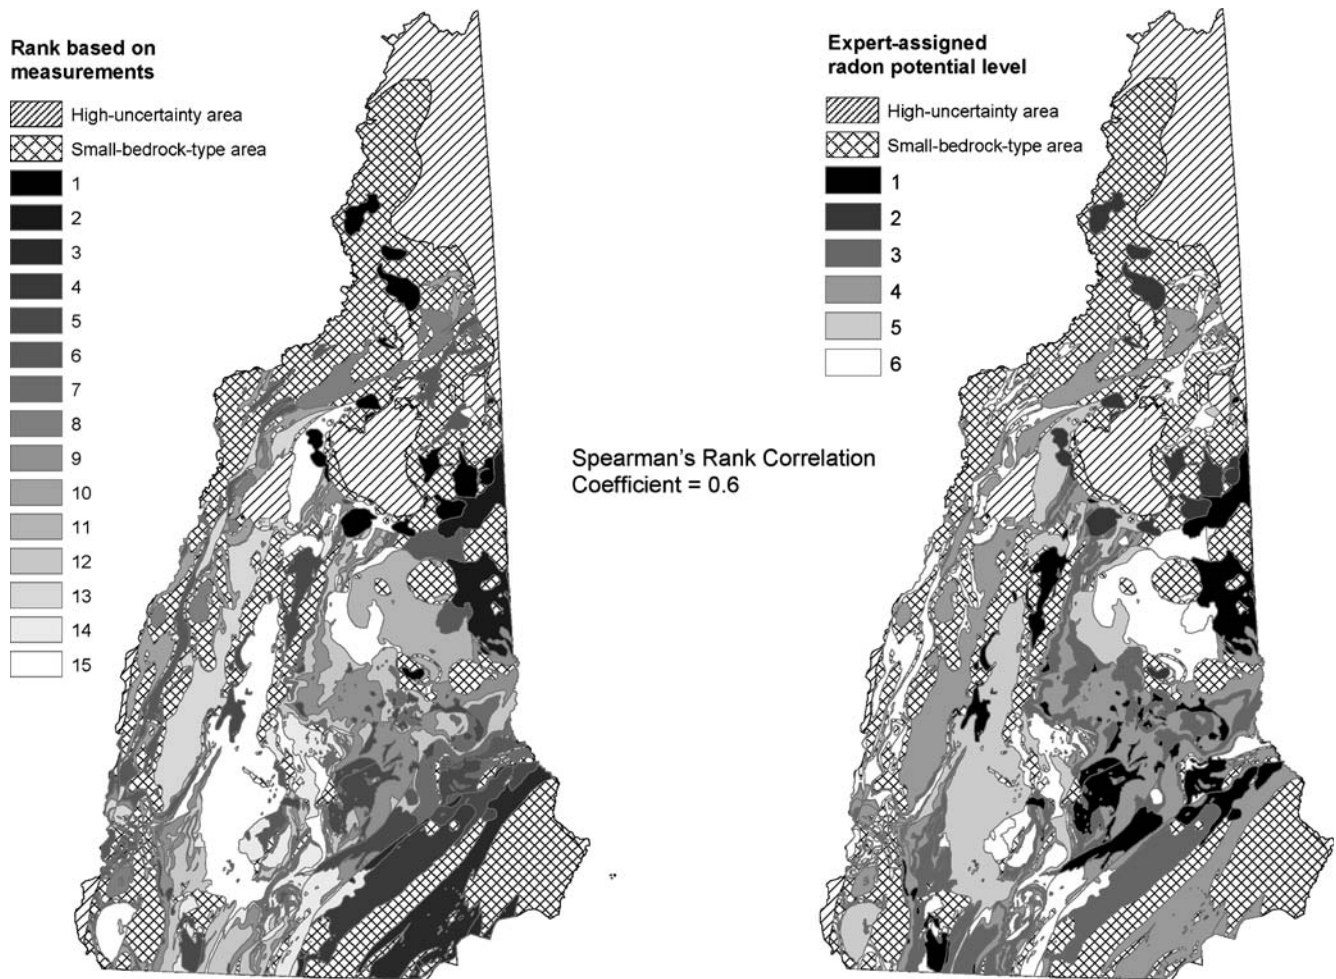 Rank based on
measurements
High-uncertainty area
Small-bedrock-type area
1
2
3
4
5
6
7
8
9
10
11
12
13
14
15
Spearman's Rank Correlation
Coefficient = 0.6
Expert-assigned
radon potential level
High-uncertainty area
Small-bedrock-type area
1
2
3
4
5
6